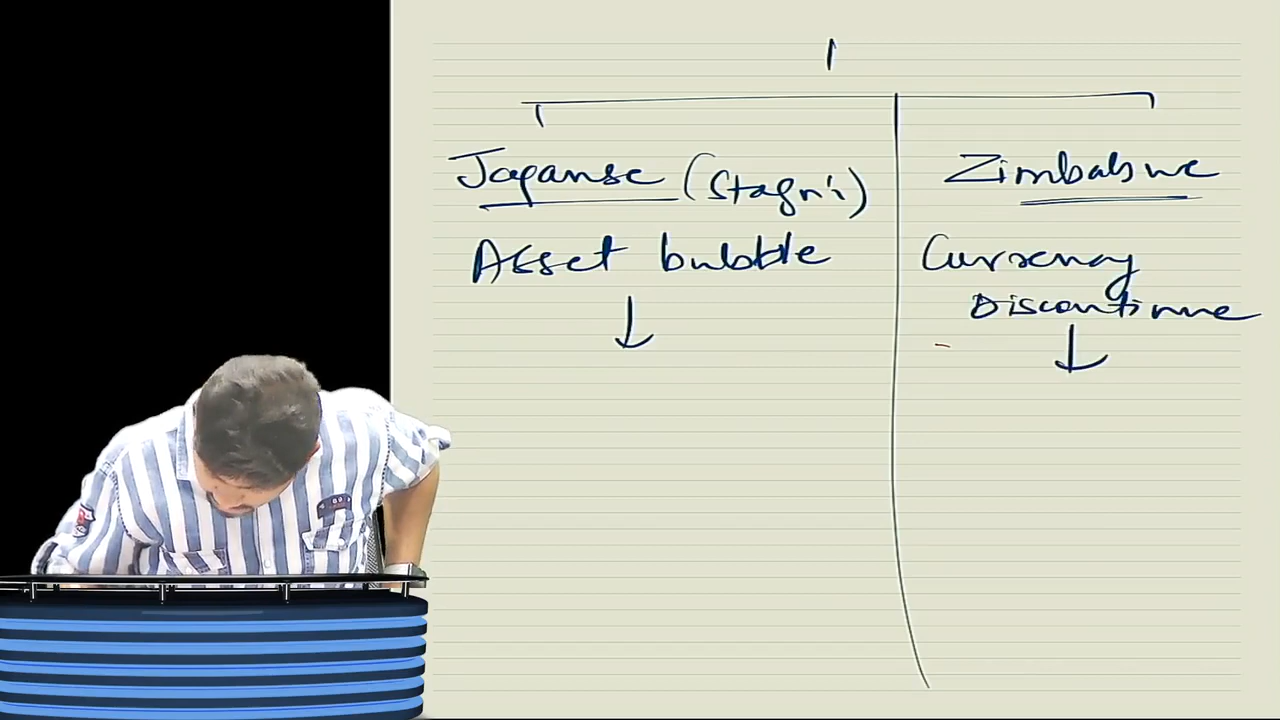 Japanse (Stagn'i)
Asset bubble
Zimbabwe
Currency
Discontinue